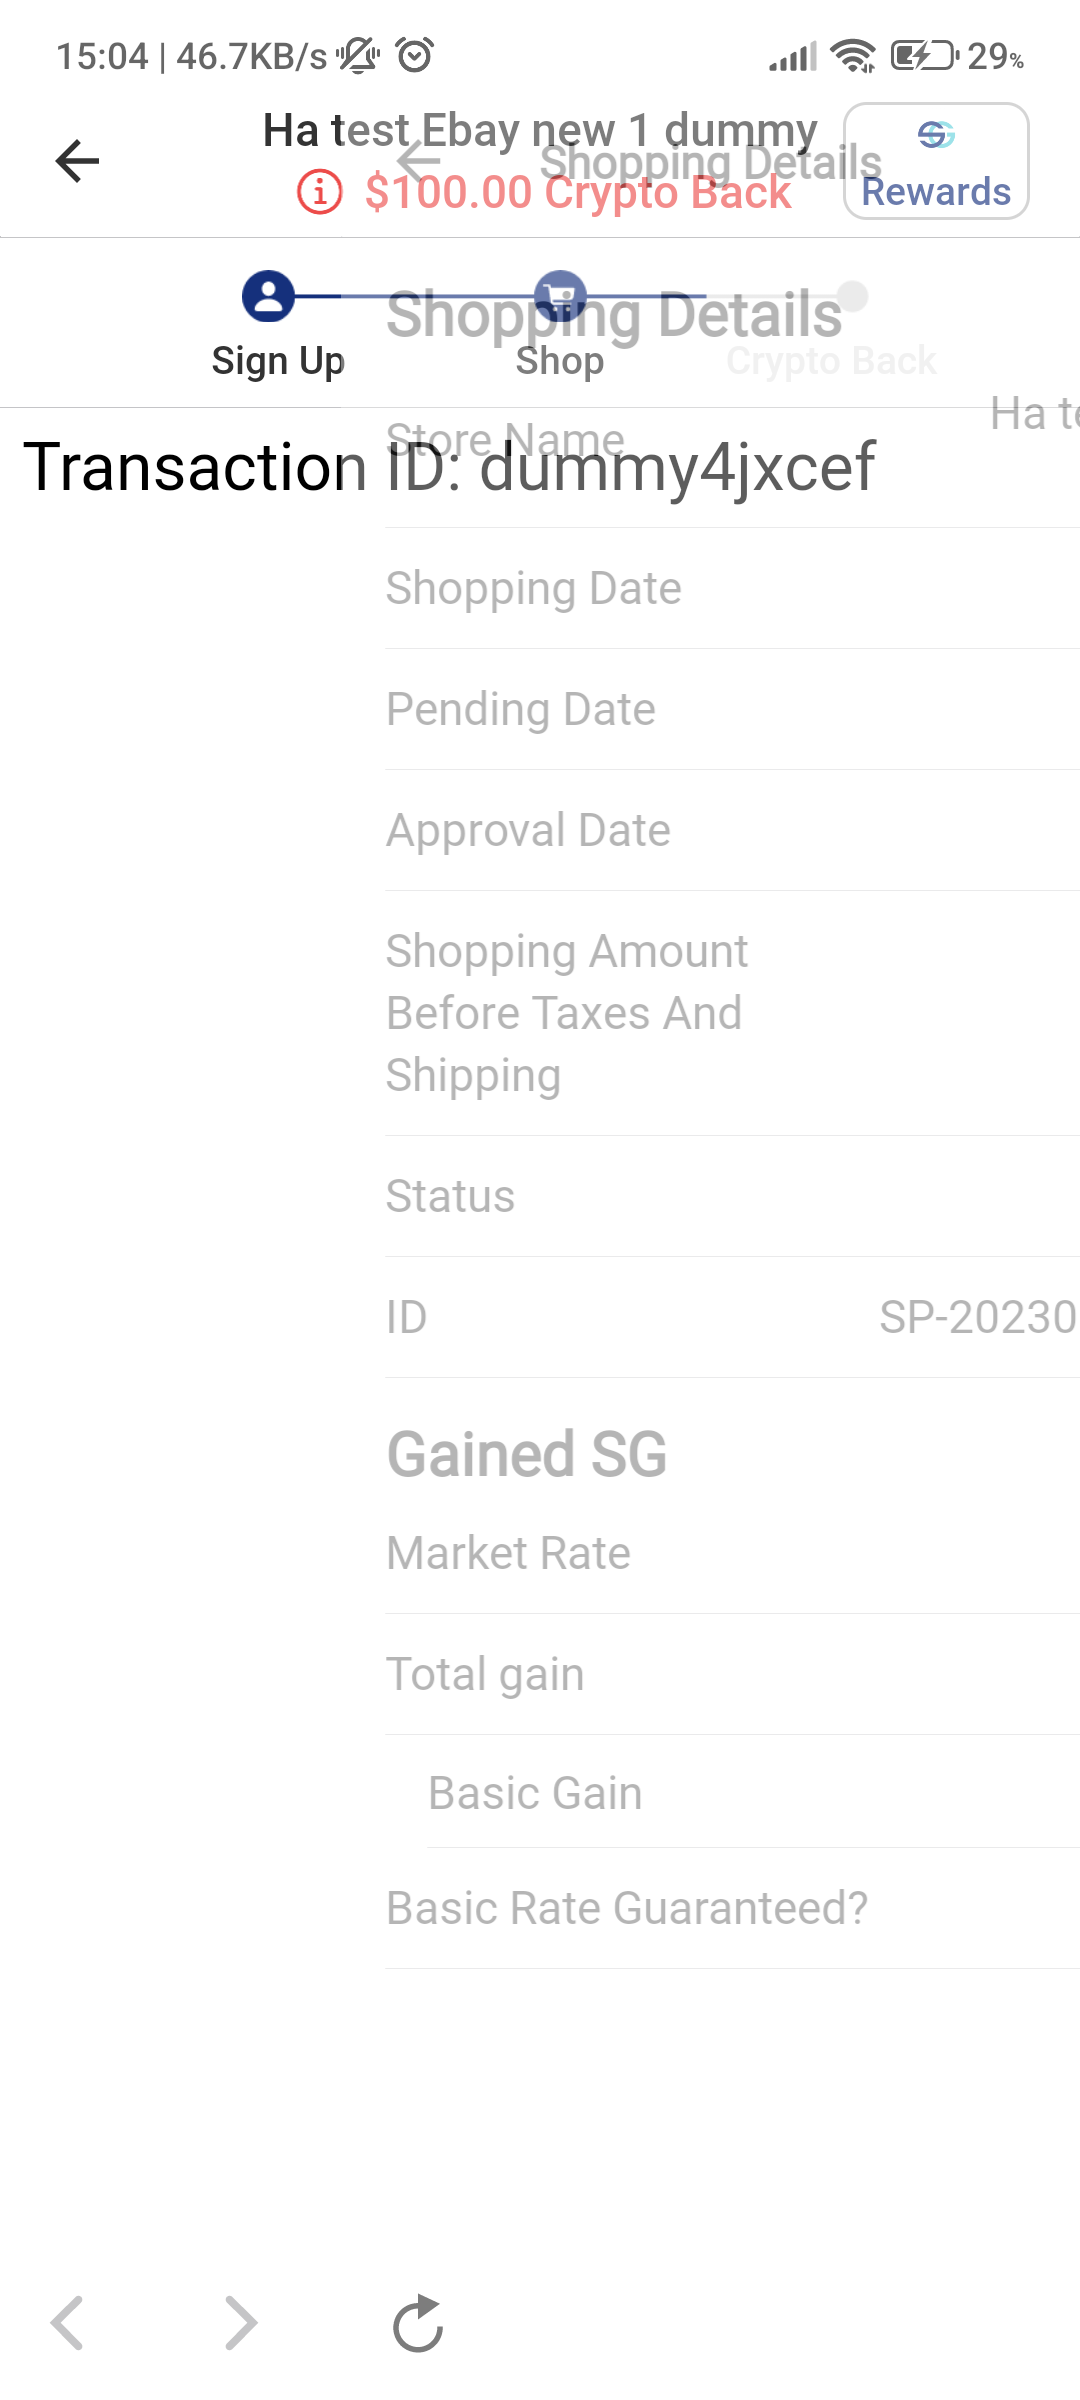 15:04 | 46.7KB/s 29%
Ha test Ebay new 1 dummy
Shopping Details
$100.00 Crypto Back
Rewards
Shopping Details
Sign Up Shop Crypto Back
Store Name Ha te
Transaction ID: dummy4jxcef
Shopping Date
Pending Date
Approval Date
Shopping Amount
Before Taxes And
Shipping
Status
ID SP-20230
Gained SG
Market Rate
Total gain
Basic Gain
Basic Rate Guaranteed?